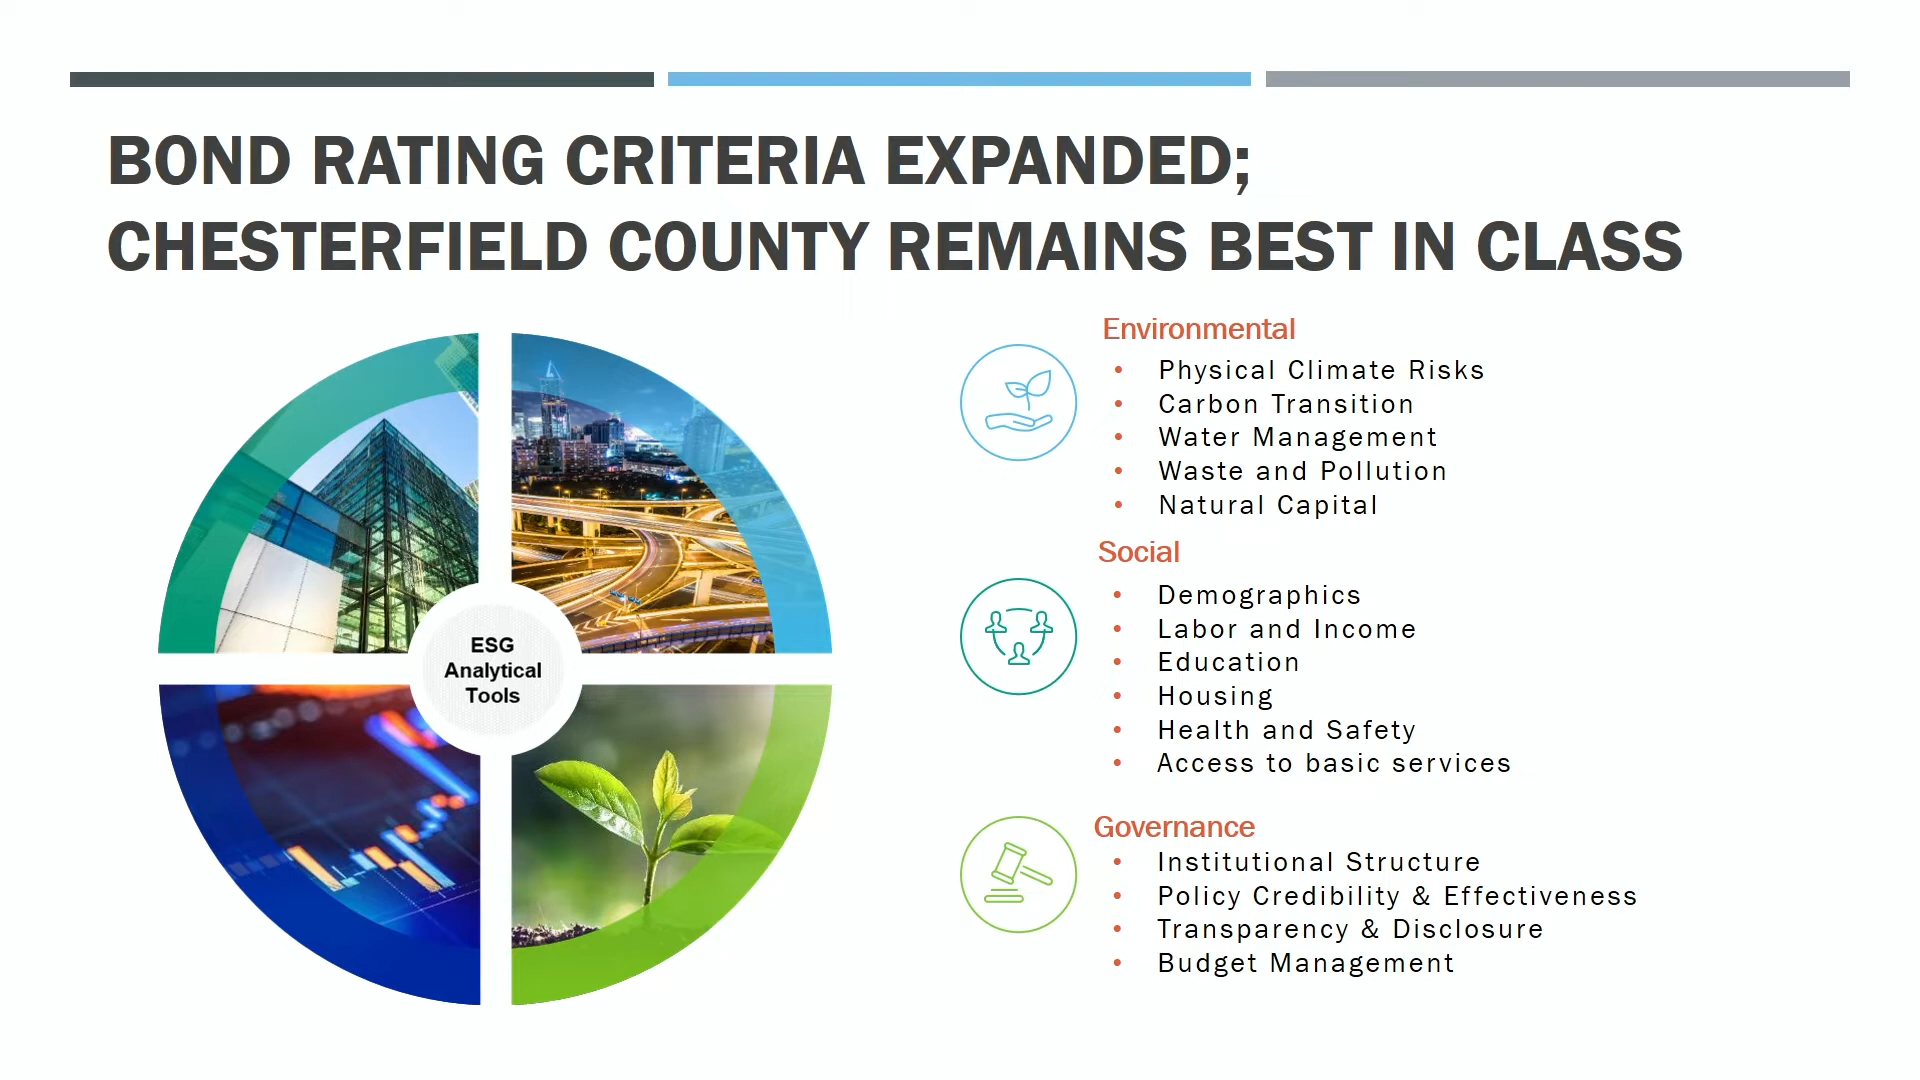 BOND RATING CRITERIA EXPANDED;
CHESTERFIELD COUNTY REMAINS BEST IN CLASS
ESG
Analytical
Tools
Environmental
• Physical Climate Risks
• Carbon Transition
• Water Management
• Waste and Pollution
• Natural Capital
Social
• Demographics
• Labor and Income
• Education
• Housing
• Health and Safety
• Access to basic services
Governance
• Institutional Structure
• Policy Credibility & Effectiveness
• Transparency & Disclosure
• Budget Management